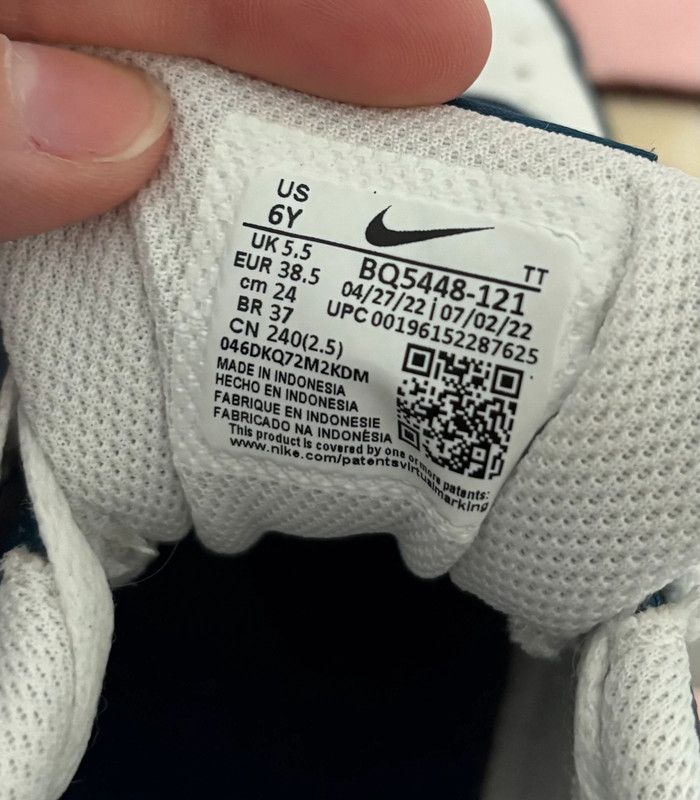 US
6Y
UK 5.5
EUR 38.5
cm 24
BR 37
CN 240(2.5)
TT
BQ5448-121
04/27/22 | 07/02/22
UPC 00196152287625
046DKQ72M2KDM
MADE IN INDONESIA
HECHO EN INDONESIA
FABRIQUE EN INDONESIE
FABRICADO NA INDONÉSIA
This product is covered by one or more patents:
www.nike.com/patentsvirtualmarking